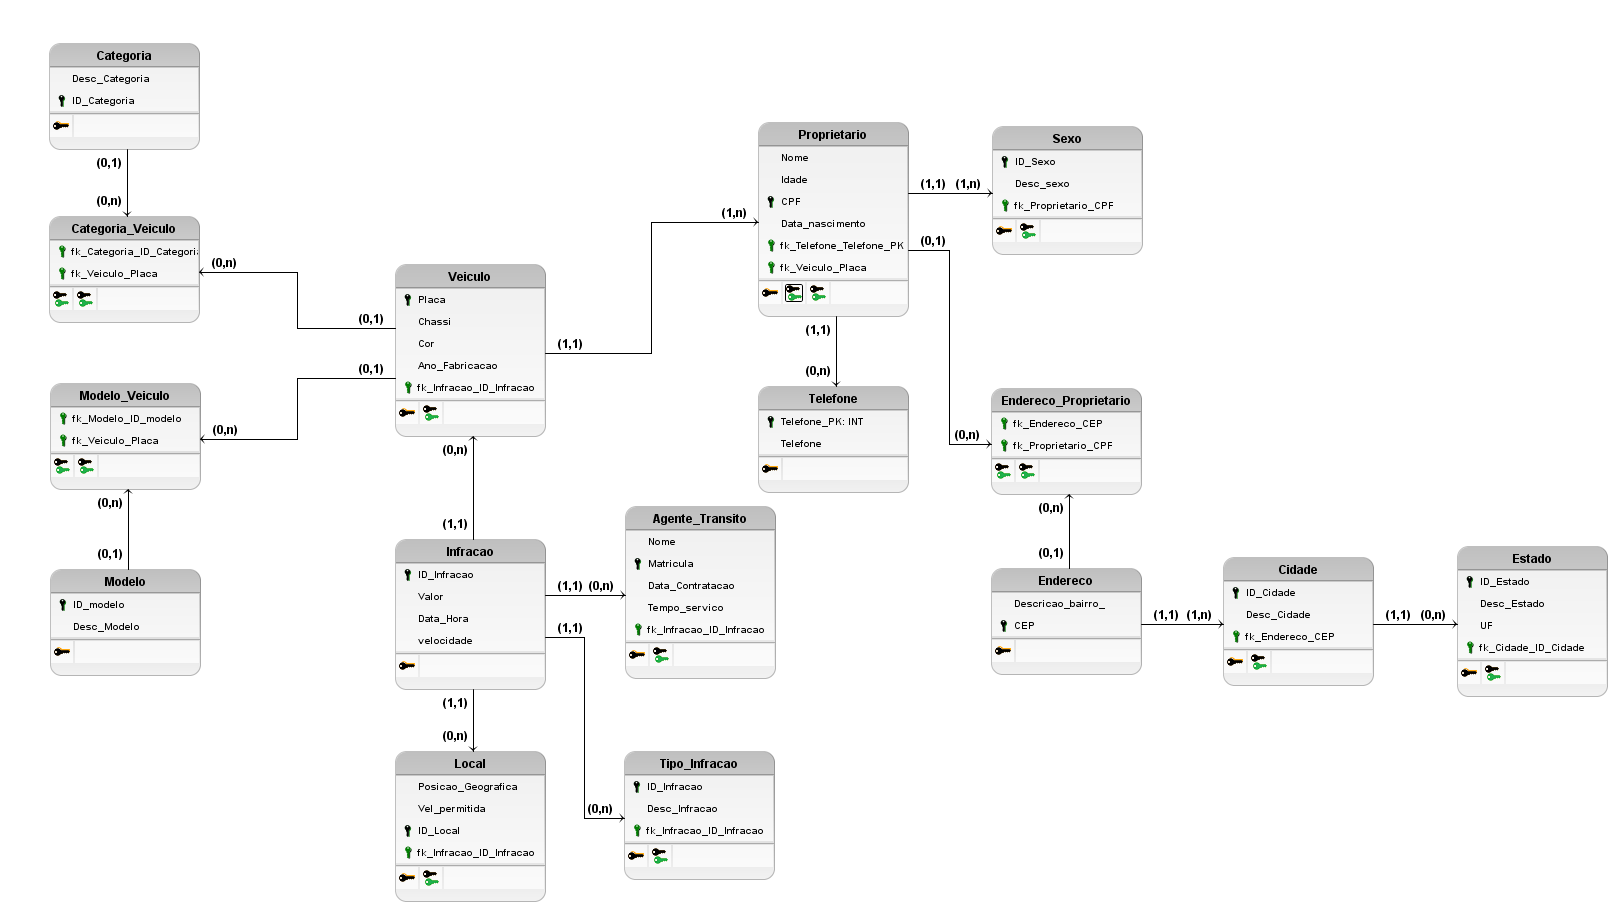 Categoria
Desc_Categoria
ID_Categoria
(0,1)
(0,n)
Categoria_Veiculo
fk_Categoria_ID_Categori
fk_Veiculo_Placa
(0,n)
(0,1)
(0,1)
(0,n)
Modelo_Veiculo
fk_Modelo_ID_modelo
fk_Veiculo_Placa
(0,n)
(0,1)
Modelo
ID_modelo
Desc_Modelo
Veiculo
Placa
Chassi
Cor
Ano_Fabricacao
fk_Infracao_ID_Infracao
(1,1)
(1,n)
(0,n)
(1,1)
Infracao
ID_Infracao
Valor
Data_Hora
velocidade
(1,1) (0,n)
(1,1)
(0,n)
(1,1)
(0,n)
Local
Posicao_Geografica
Vel_permitida
ID_Local
fk_Infracao_ID_Infracao
Agente_Transito
Nome
Matricula
Data_Contratacao
Tempo_servico
fk_Infracao_ID_Infracao
Tipo_Infracao
ID_Infracao
Desc_Infracao
fk_Infracao_ID_Infracao
Proprietario
Nome
Idade
CPF
Data_nascimento
fk_Telefone_Telefone_PK
fk_Veiculo_Placa
(1,1) (1,n)
(0,1)
(0,n)
(1,1)
(0,n)
Telefone
Telefone_PK: INT
Telefone
Sexo
ID_Sexo
Desc_sexo
fk_Proprietario_CPF
Endereco_Proprietario
fk_Endereco_CEP
fk_Proprietario_CPF
(0,n)
(0,1)
Endereco
Descricao_bairro_
CEP
(1,1) (1,n)
Cidade
ID_Cidade
Desc_Cidade
fk_Endereco_CEP
(1,1) (0,n)
Estado
ID_Estado
Desc_Estado
UF
fk_Cidade_ID_Cidade